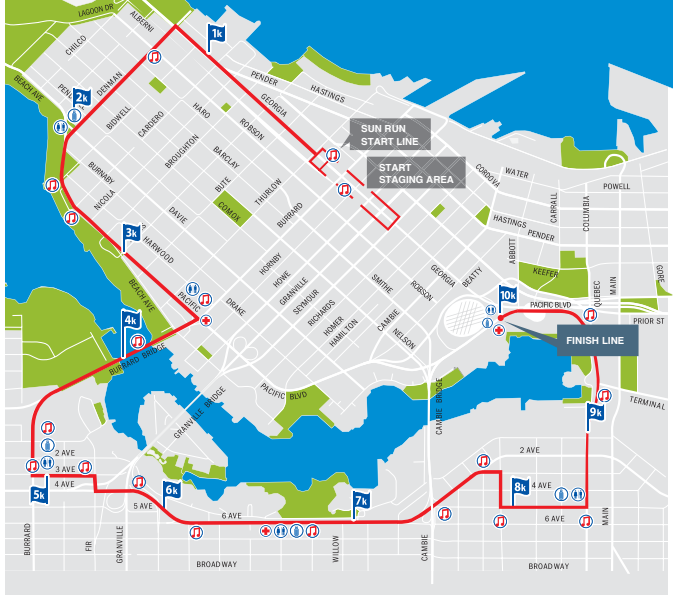 LAGOON DR
ALBERNI
CHILCO
1k
PENDER
HASTINGS
BEACH AVE
DENMAN
2k
GEORGIA
BIDWELL
CARDERO
HARO
ROBSON
SUN RUN
START LINE
BROUGHTON
BARCLAY
START
STAGING AREA
BURNABY
NICOLA
BUTE
THURLOW
COMOX
BURRARD
DAVIE
CORDOVA
WATER
POWELL
CARRALL
COLUMBIA
HASTINGS
PENDER
3k
HARWOOD
ABBOTT
HORNBY
HOWE
GRANVILLE
SEYMOUR
RICHARDS
HOMER
HAMILTON
SMITHE
ROBSON
GEORGIA
BEATTY
KEEFER
QUEBEC
MAIN
GORE
BEACH AVE
PACIFIC
DRAKE
CAMBIE
NELSON
10k
PACIFIC BLVD
PRIOR ST
4k
FINISH LINE
BURRARD BRIDGE
GRANVILLE BRIDGE
PACIFIC BLVD
CAMBIE BRIDGE
TERMINAL
9k
2 AVE
3 AVE
4 AVE
2 AVE
4 AVE
5k
6k
7k
8k
5 AVE
6 AVE
6 AVE
MAIN
BURRARD
FIR
GRANVILLE
WILLOW
CAMBIE
BROADWAY
BROADWAY